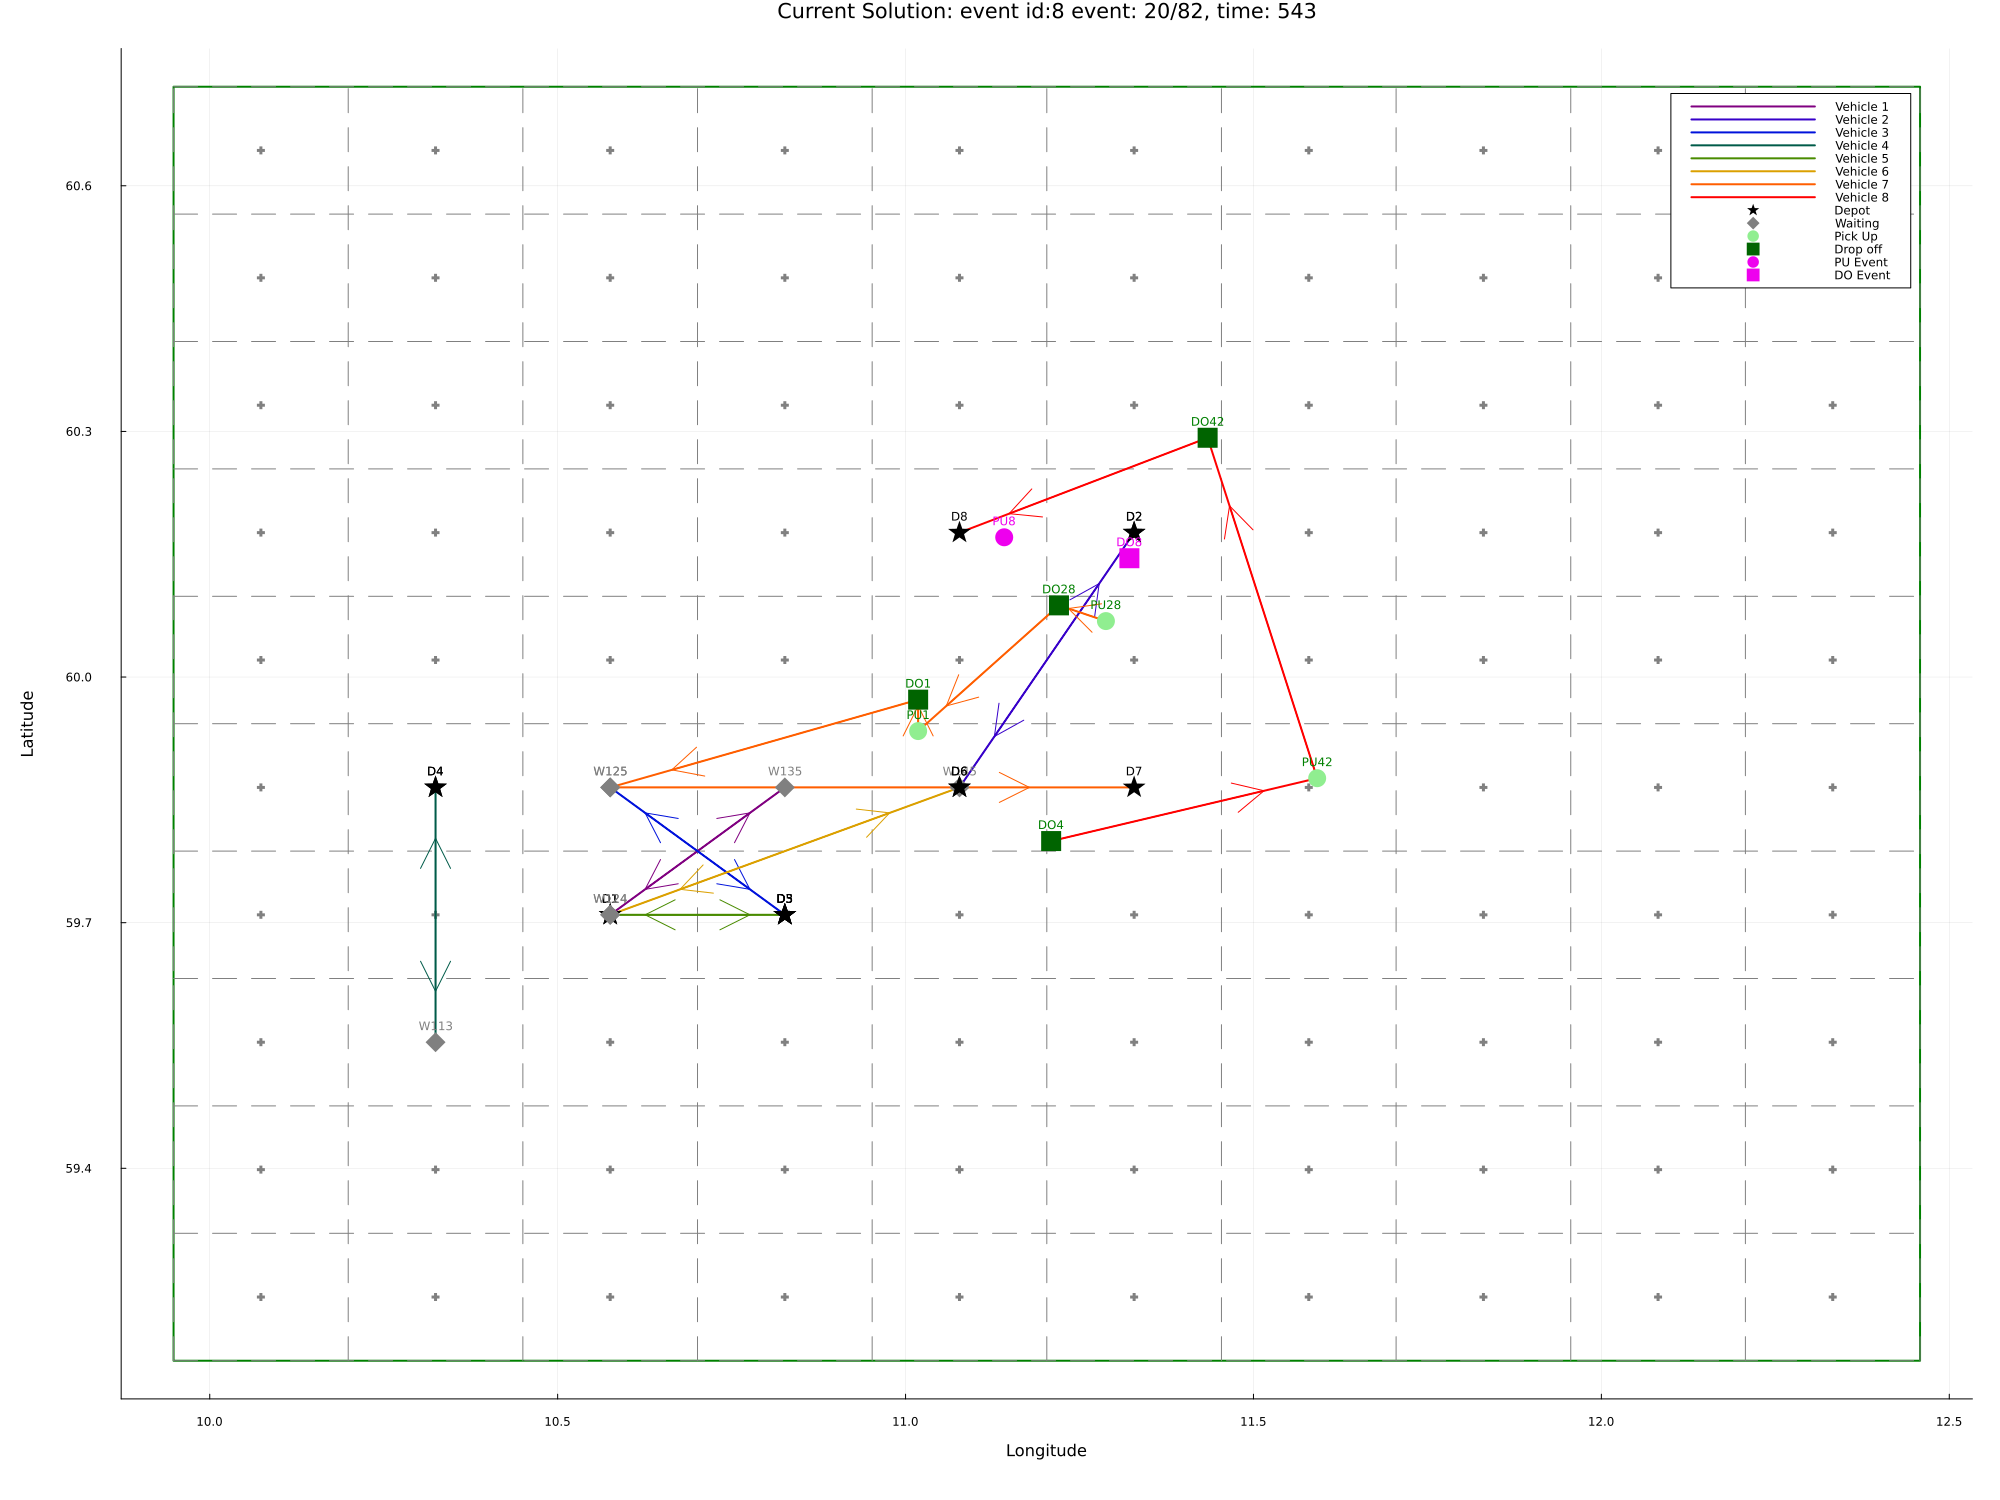 Current Solution: event id:8 event: 20/82, time: 543
Vehicle 1
Vehicle 2
Vehicle 3
Vehicle 4
Vehicle 5
Vehicle 6
Vehicle 7
Vehicle 8
Depot
Waiting
Pick Up
Drop off
PU Event
DO Event
60.6
60.3
60.0
59.7
59.4
Latitude
DO42
D8
PU8
D2
DO8
DO28
PU28
DO1
PU1
D4
W125
W135
D6
D7
PU42
DO4
D1
W113
10.0
10.5
11.0
11.5
12.0
12.5
Longitude